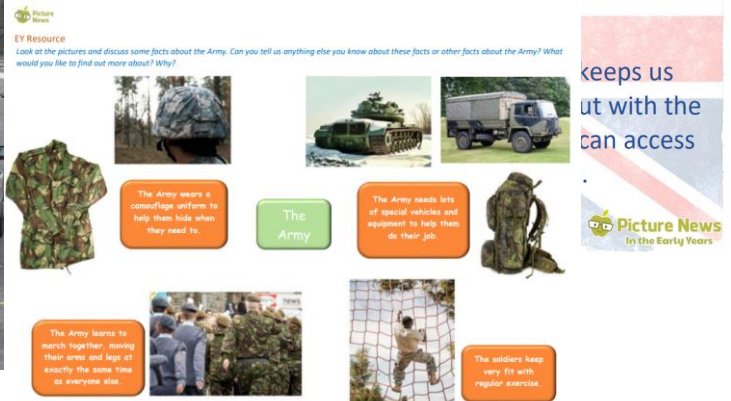 Picture
News
EY Resource
Look at the pictures and discuss some facts about the Army. Can you tell us anything else you know about these facts or other facts about the Army? What
would you like to find out more about? Why?
The Army wears a
camouflage uniform to
help them hide when
they need to.
The
Army
The Army needs lots
of special vehicles and
equipment to help them
do their job.
The Army learns to
march together, moving
their arms and legs at
exactly the same time
as everyone else.
The soldiers keep
very fit with
regular exercise.
keeps us
ut with the
can access
.
Picture News
In the Early Years